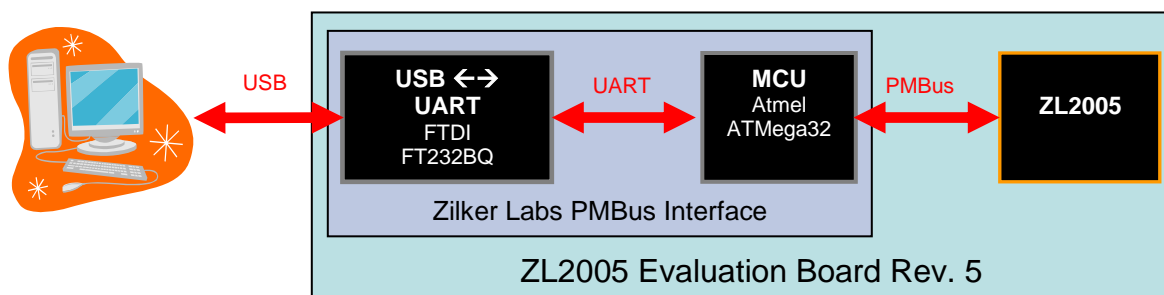 USB
USB ←→
UART
FTDI
FT232BQ
UART
MCU
Atmel
ATMega32
PMBus
ZL2005
Zilker Labs PMBus Interface
ZL2005 Evaluation Board Rev. 5